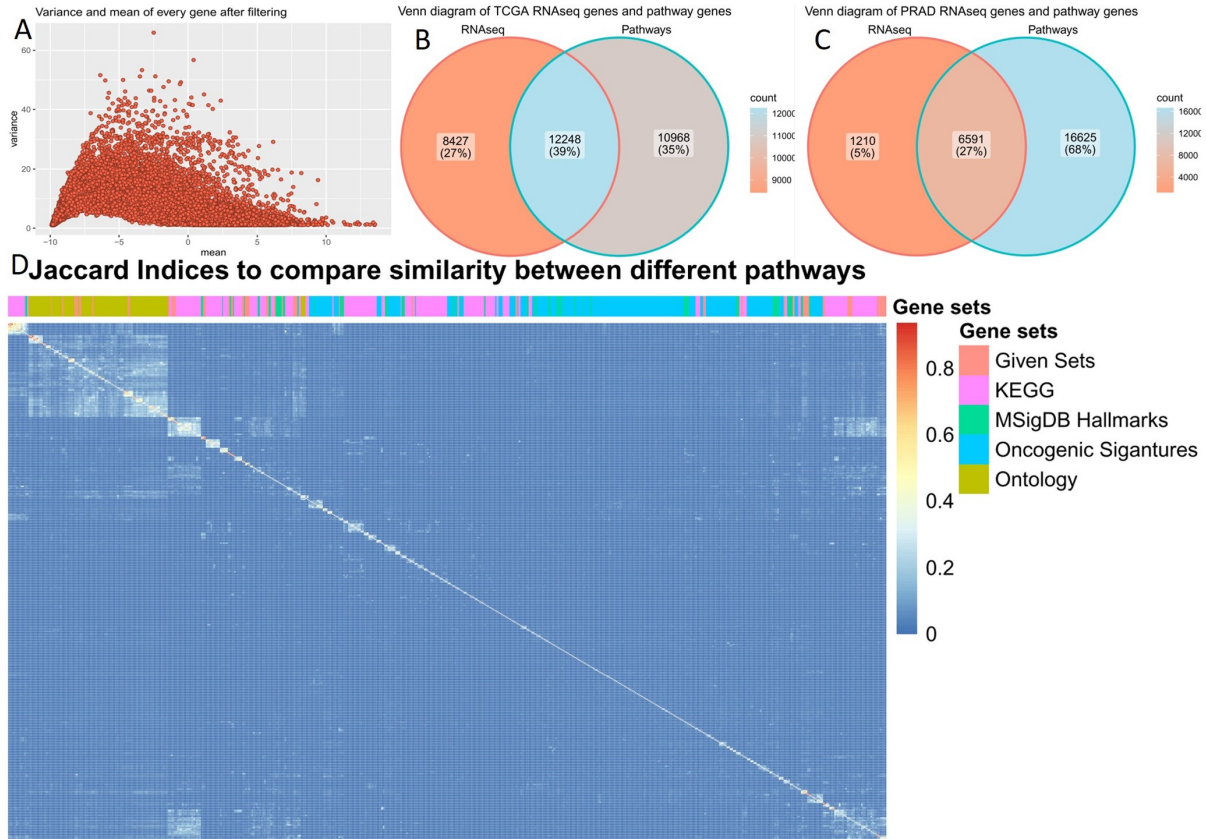 A
Variance and mean of every gene after filtering
60
40
20
0
variance
−10
−5
0
5
10
mean
B
Venn diagram of TCGA RNAseq genes and pathway genes
RNAseq
Pathways
8427
(27%)
12248
(39%)
10968
(35%)
count
12000
11000
10000
9000
C
Venn diagram of PRAD RNAseq genes and pathway genes
RNAseq
Pathways
1210
(5%)
6591
(27%)
16625
(68%)
count
16000
12000
8000
4000
D
Jaccard Indices to compare similarity between different pathways
Gene sets
0.8
0.6
0.4
0.2
0
Gene sets
Given Sets
KEGG
MSigDB Hallmarks
Oncogenic Sigantures
Ontology